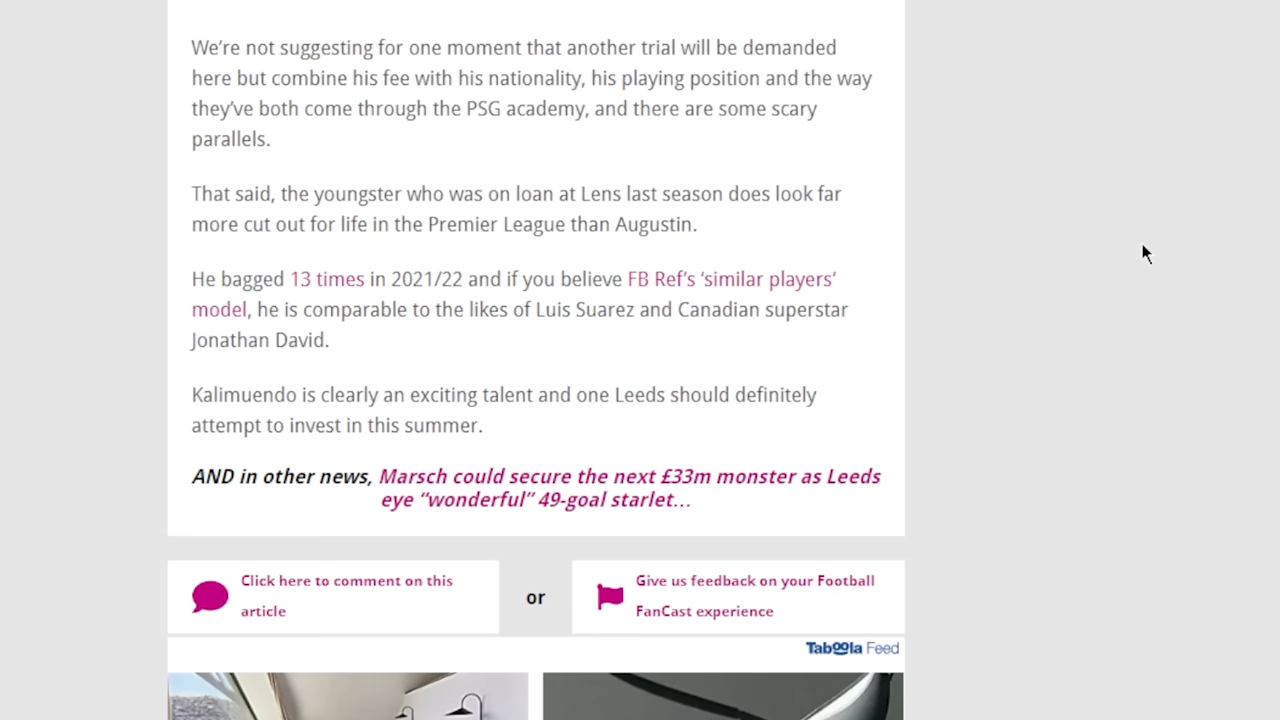 We’re not suggesting for one moment that another trial will be demanded
here but combine his fee with his nationality, his playing position and the way
they’ve both come through the PSG academy, and there are some scary
parallels.
That said, the youngster who was on loan at Lens last season does look far
more cut out for life in the Premier League than Augustin.
He bagged 13 times in 2021/22 and if you believe FB Ref’s ‘similar players’
model, he is comparable to the likes of Luis Suarez and Canadian superstar
Jonathan David.
Kalimuendo is clearly an exciting talent and one Leeds should definitely
attempt to invest in this summer.
AND in other news, Marsch could secure the next £33m monster as Leeds
eye “wonderful” 49-goal starlet…
Click here to comment on this
article
or
Give us feedback on your Football
FanCast experience
Taboola Feed